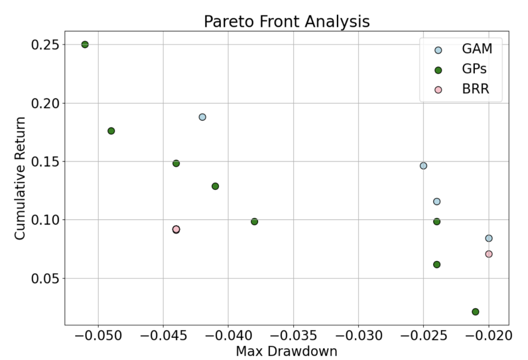 Pareto Front Analysis
GAM
GPs
BRR
Cumulative Return
0.25
0.20
0.15
0.10
0.05
−0.050 −0.045 −0.040 −0.035 −0.030 −0.025 −0.020
Max Drawdown